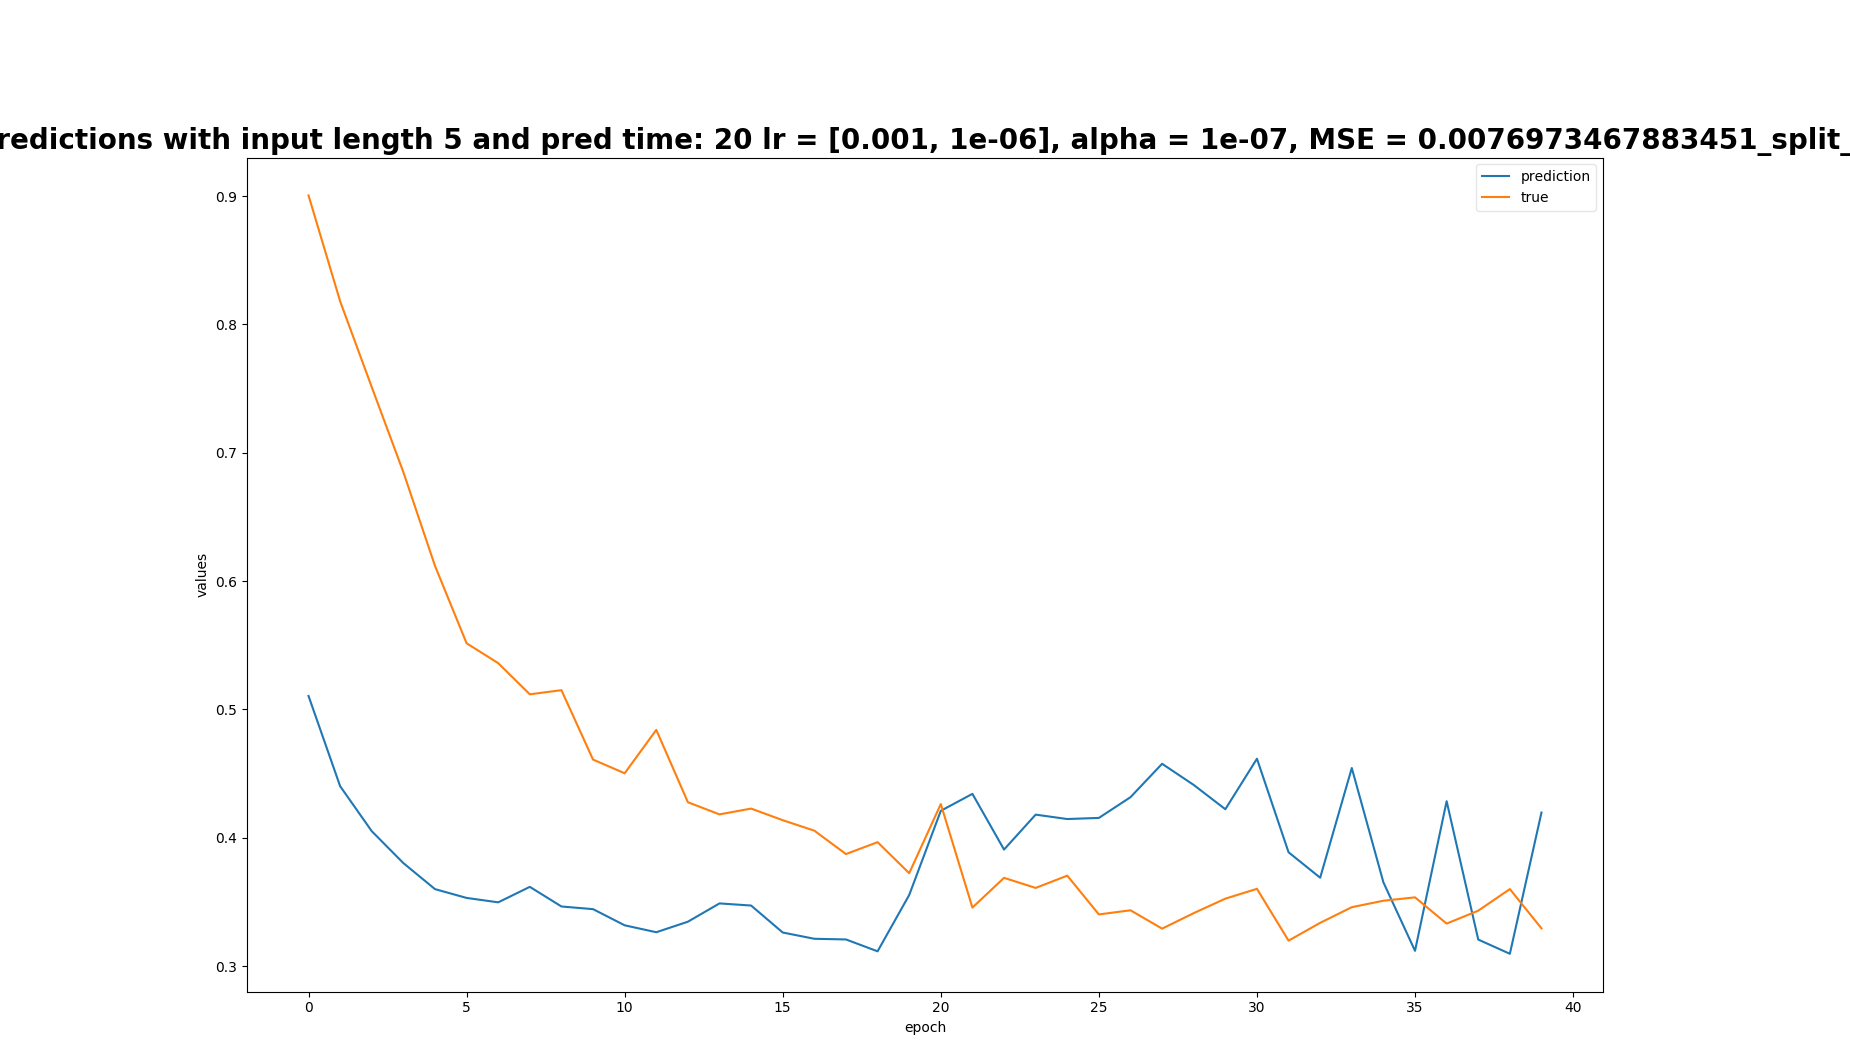 redictions with input length 5 and pred time: 20 lr = [0.001, 1e-06], alpha = 1e-07, MSE = 0.0076973467883451_split_
prediction
true
0.9
0.8
0.7
0.6
0.5
0.4
0.3
values
0 5 10 15 20 25 30 35 40
epoch